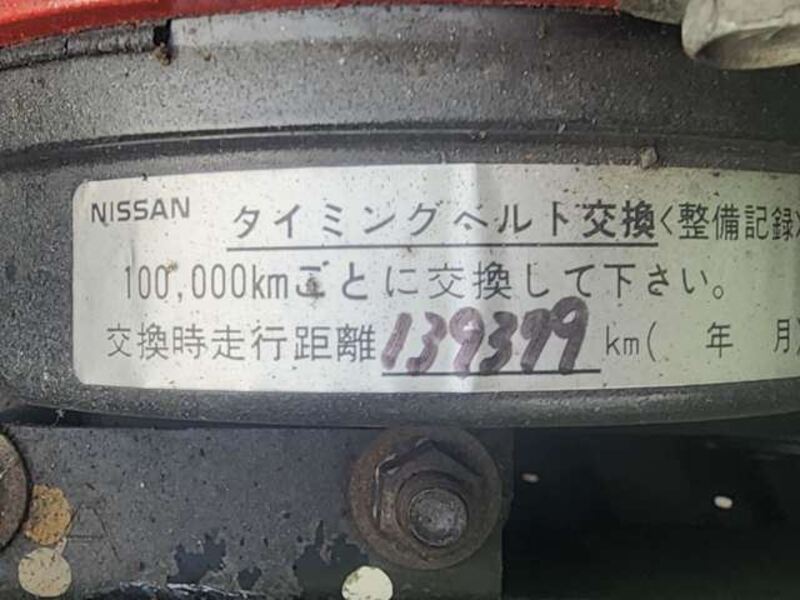 NISSAN タイミングベルト交換<整備記録>
100,000kmごとに交換して下さい。
交換時走行距離 139379 km( 年 月)